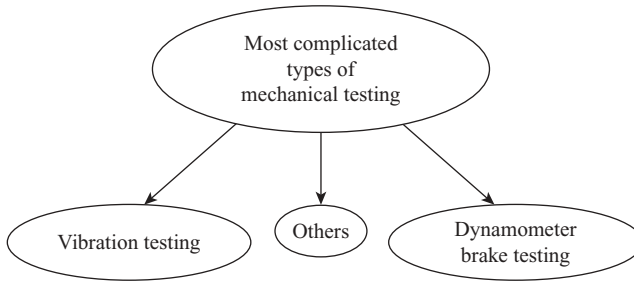 Most complicated
types of
mechanical testing
Vibration testing
Others
Dynamometer
brake testing